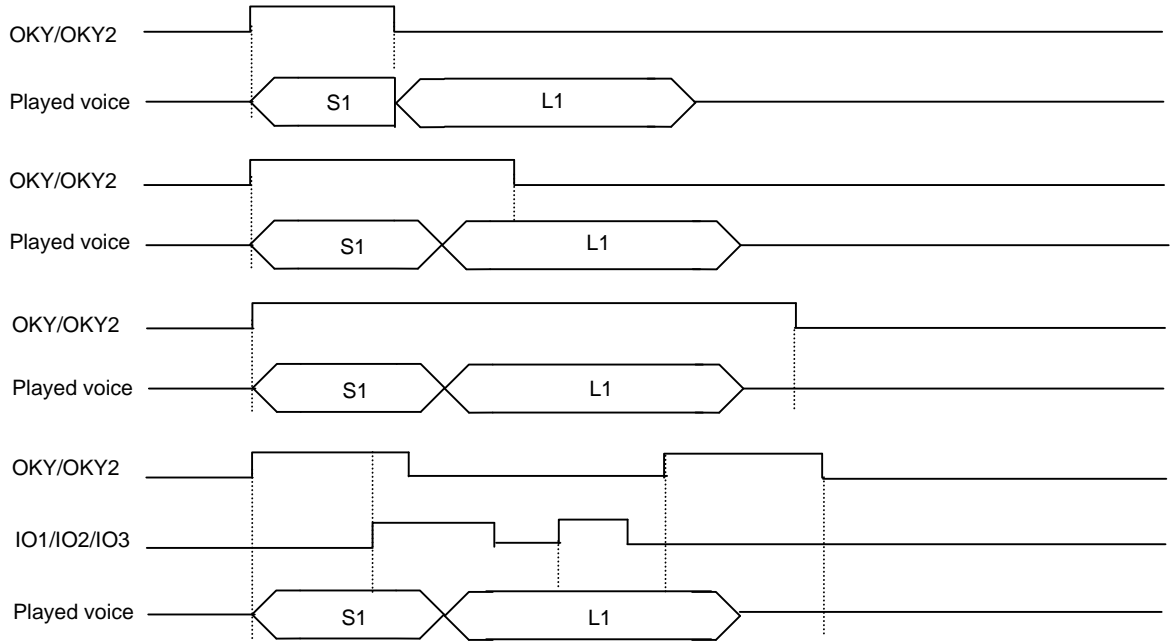 OKY/OKY2
Played voice S1 L1
OKY/OKY2
Played voice S1 L1
OKY/OKY2
Played voice S1 L1
OKY/OKY2
IO1/IO2/IO3
Played voice S1 L1